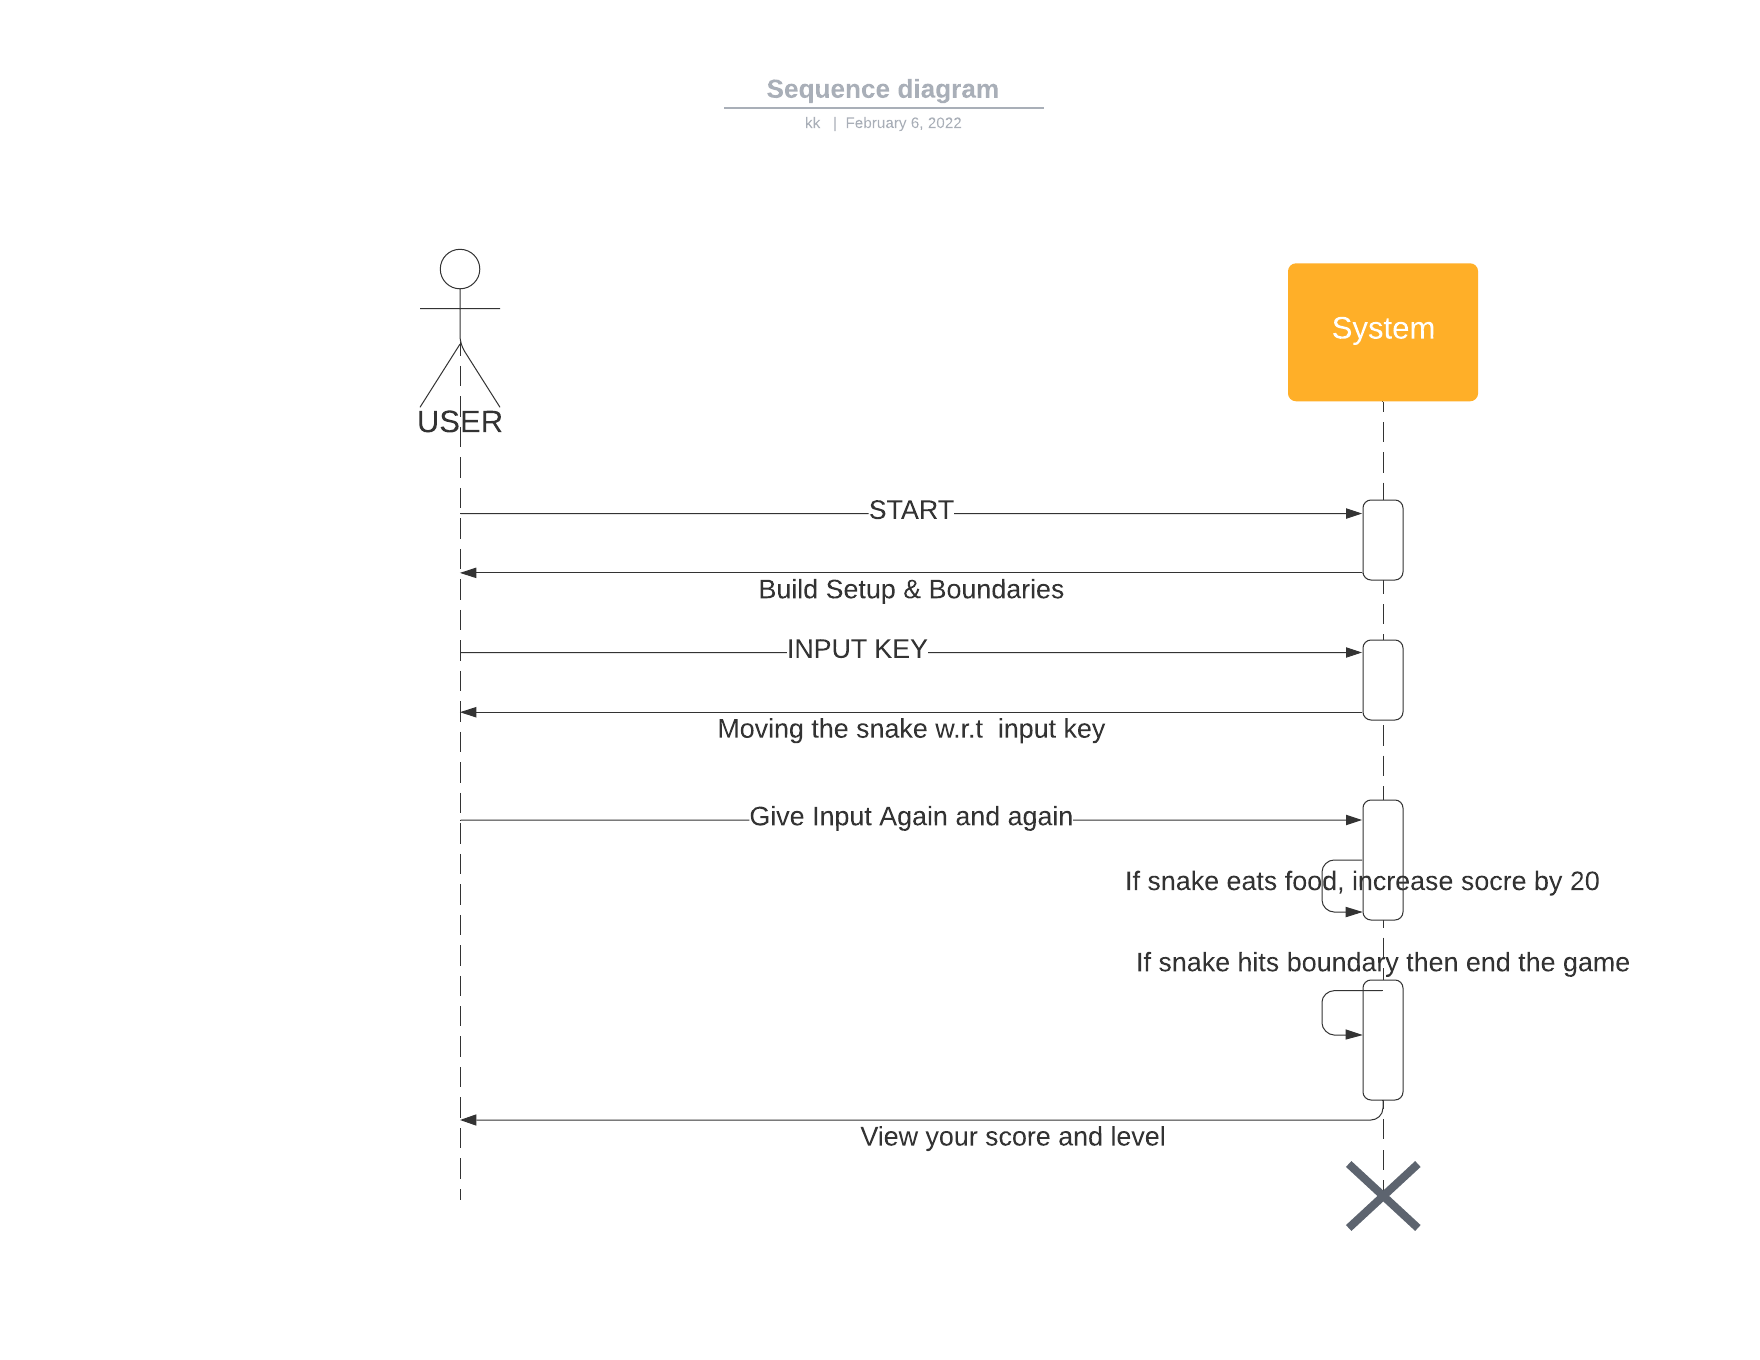 Sequence diagram
kk | February 6, 2022
USER
System
START
Build Setup & Boundaries
INPUT KEY
Moving the snake w.r.t  input key
Give Input Again and again
If snake eats food, increase socre by 20
If snake hits boundary then end the game
View your score and level